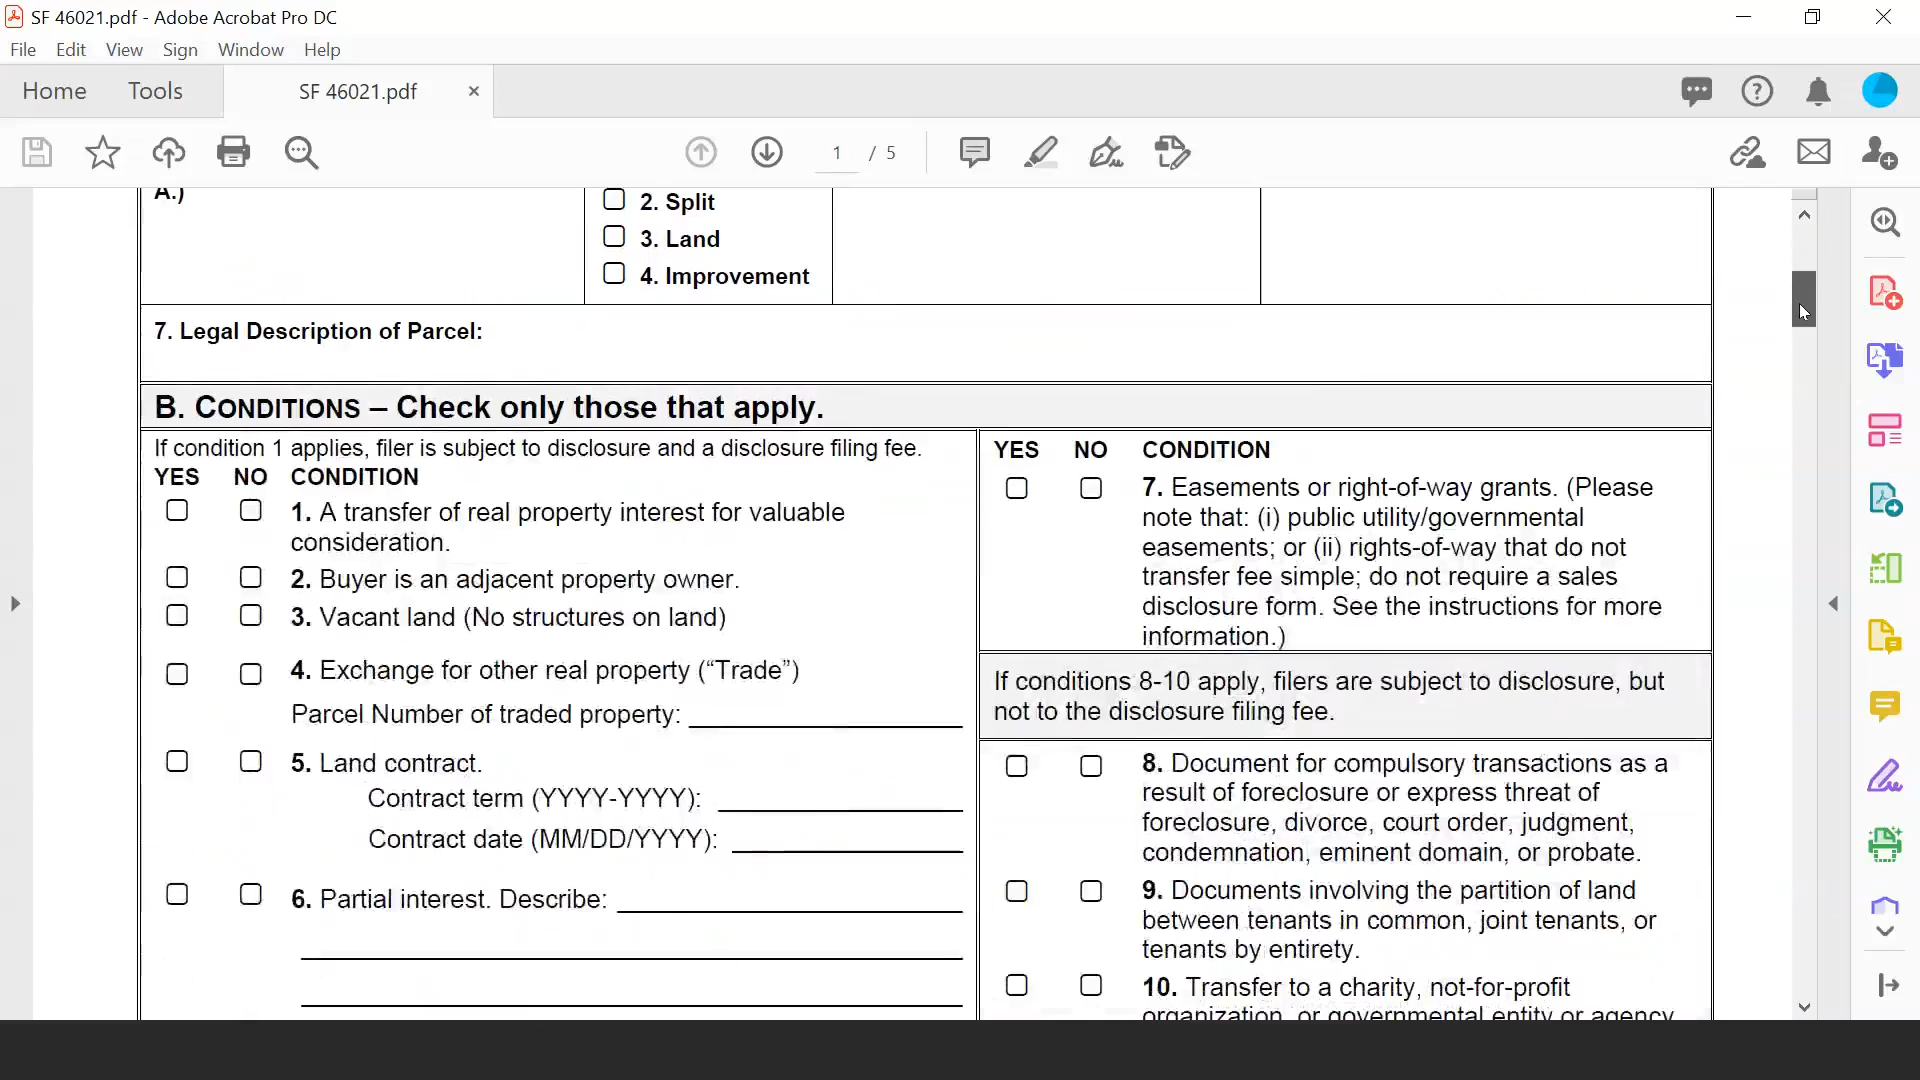 SF 46021.pdf - Adobe Acrobat Pro DC
File Edit View Sign Window Help
Home Tools SF 46021.pdf ×
1 / 5
A.)
2. Split
3. Land
4. Improvement
7. Legal Description of Parcel:
B. CONDITIONS – Check only those that apply.
If condition 1 applies, filer is subject to disclosure and a disclosure filing fee.
YES NO CONDITION
1. A transfer of real property interest for valuable
consideration.
2. Buyer is an adjacent property owner.
3. Vacant land (No structures on land)
4. Exchange for other real property (“Trade”)
Parcel Number of traded property:
5. Land contract.
Contract term (YYYY-YYYY):
Contract date (MM/DD/YYYY):
6. Partial interest. Describe:
YES NO CONDITION
7. Easements or right-of-way grants. (Please
note that: (i) public utility/governmental
easements; or (ii) rights-of-way that do not
transfer fee simple; do not require a sales
disclosure form. See the instructions for more
information.)
If conditions 8-10 apply, filers are subject to disclosure, but
not to the disclosure filing fee.
8. Document for compulsory transactions as a
result of foreclosure or express threat of
foreclosure, divorce, court order, judgment,
condemnation, eminent domain, or probate.
9. Documents involving the partition of land
between tenants in common, joint tenants, or
tenants by entirety.
10. Transfer to a charity, not-for-profit
organization, or governmental entity or agency